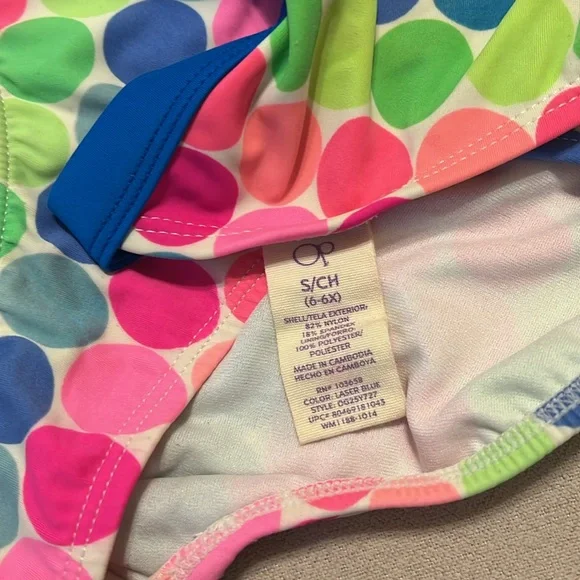 Op
S/CH
(6-6X)
SHELL/TELA EXTERIOR:
82% NYLON
18% SPANDEX
LINING/FORRO:
100% POLYESTER/
POLIESTER
MADE IN CAMBODIA
HECHO EN CAMBOYA
RN# 103658
COLOR: LASER BLUE
STYLE: OG25Y727
UPC# 80469181043
WM1188-1014